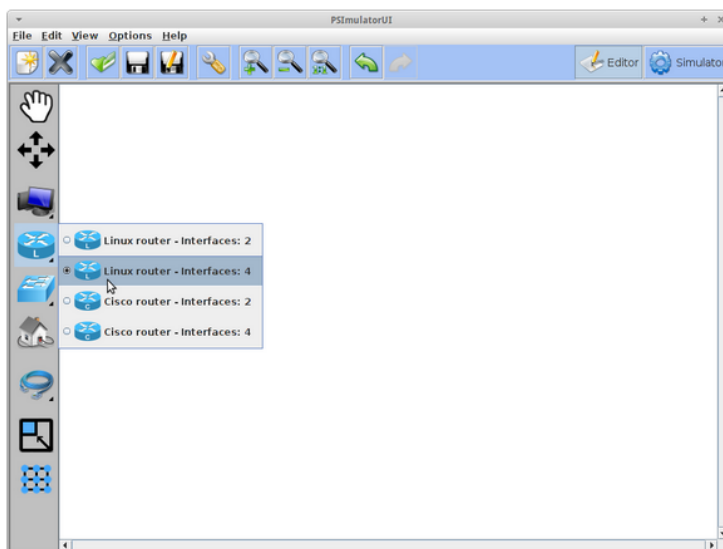 PSImulatorUI
File Edit View Options Help
Editor Simulator
Linux router - Interfaces: 2
Linux router - Interfaces: 4
Cisco router - Interfaces: 2
Cisco router - Interfaces: 4